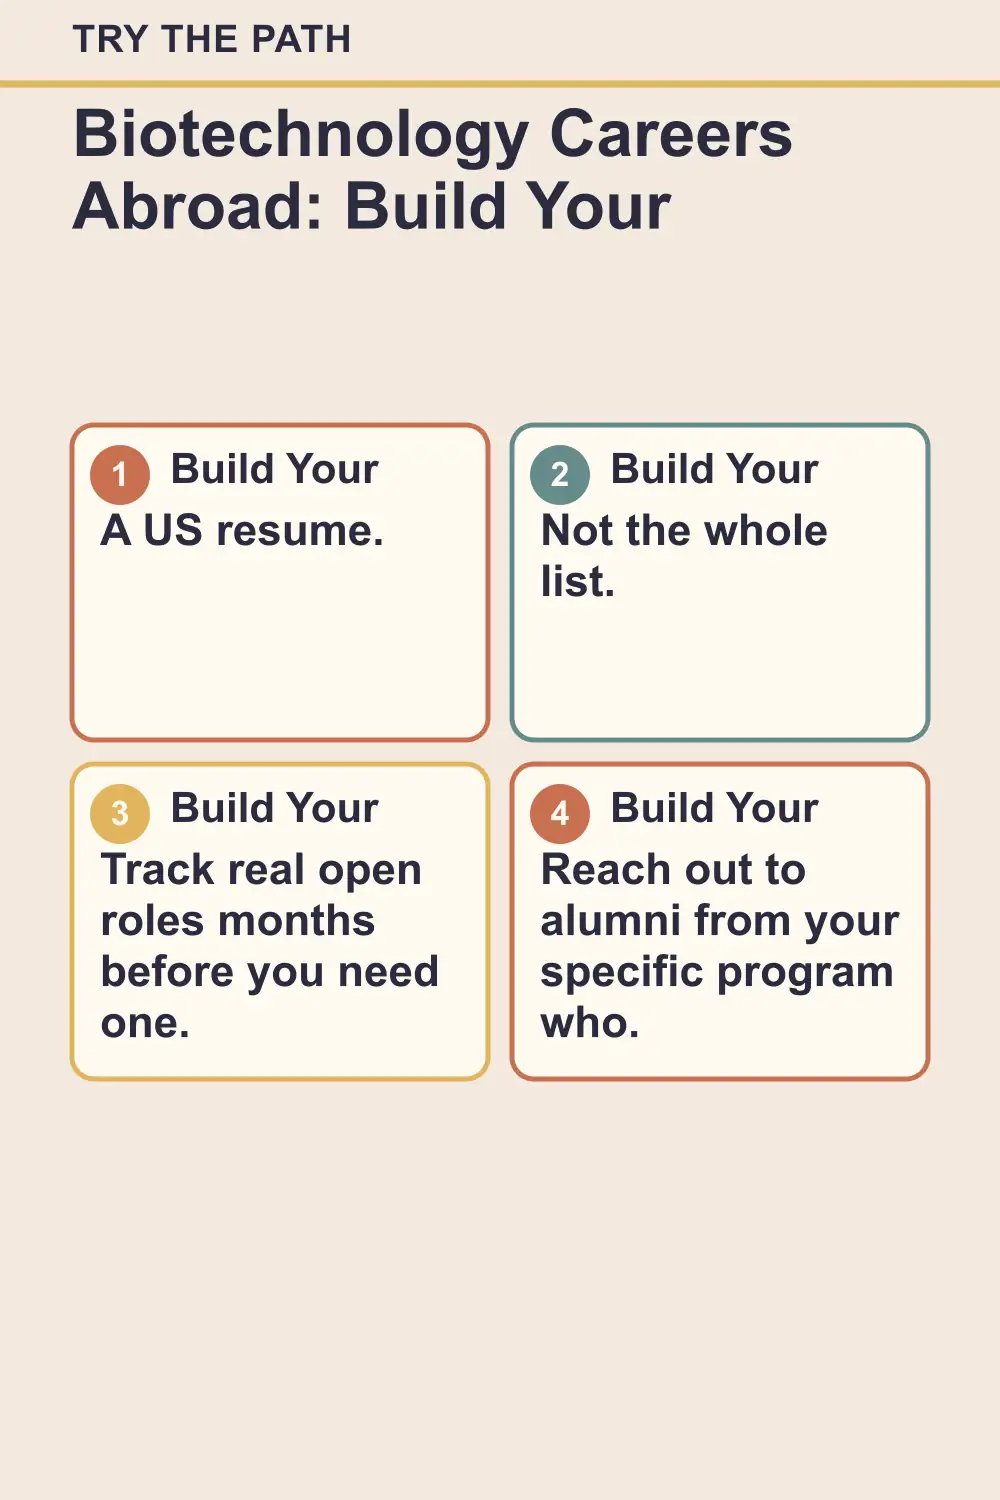 TRY THE PATH
Biotechnology Careers
Abroad: Build Your
1 Build Your
A US resume.
2 Build Your
Not the whole
list.
3 Build Your
Track real open
roles months
before you need
one.
4 Build Your
Reach out to
alumni from your
specific program
who.